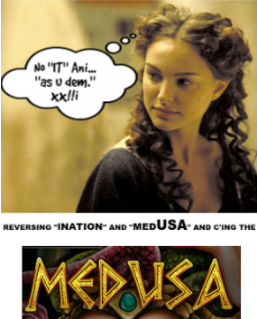 No "IT" Ani...
"as u dem."
xx!!i
REVERSING "INATION" AND "MEDUSA" AND C'ING THE
MEDUSA